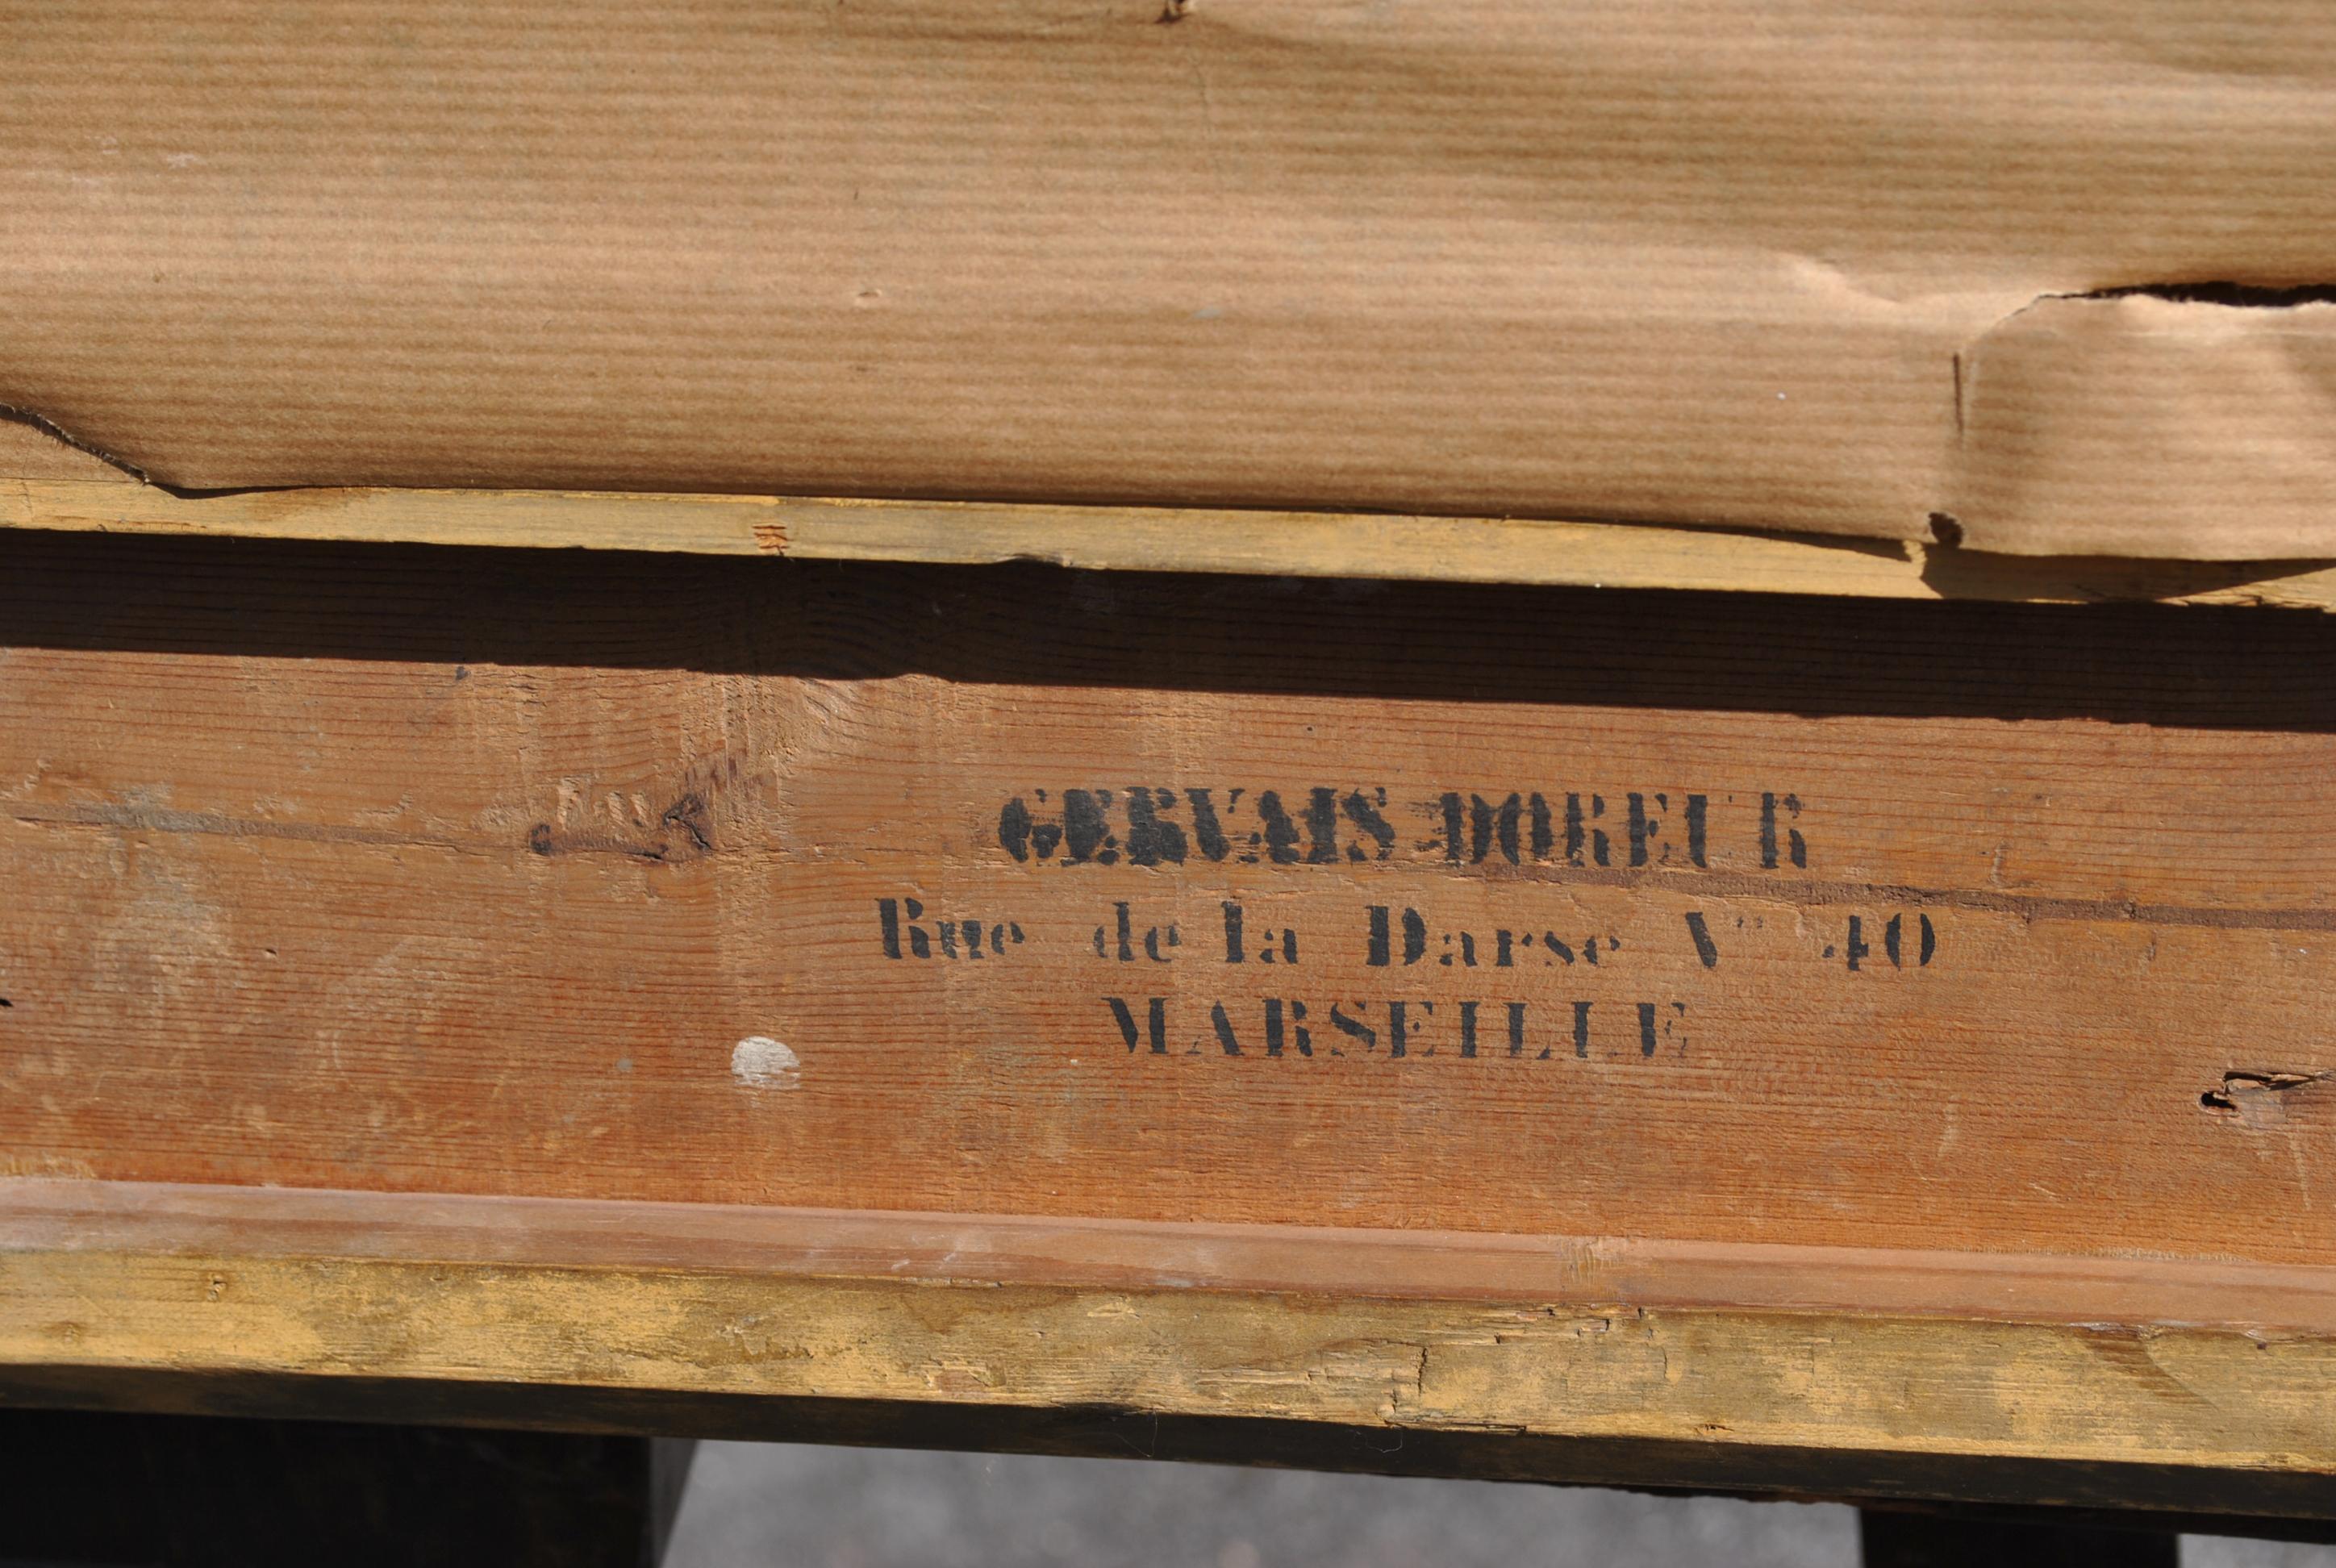 GERVAIS DOREUR
Rue de la Darse N° 40
MARSEILLE